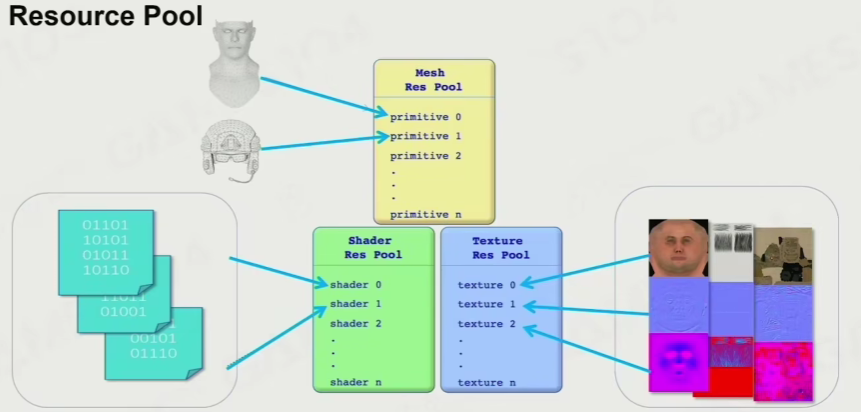 Resource Pool
Mesh
Res Pool
primitive 0
primitive 1
primitive 2
.
.
.
primitive n
01101
10101
01011
10110
11011
01001
00101
01110
Shader
Res Pool
shader 0
shader 1
shader 2
.
.
.
shader n
Texture
Res Pool
texture 0
texture 1
texture 2
.
.
.
texture n